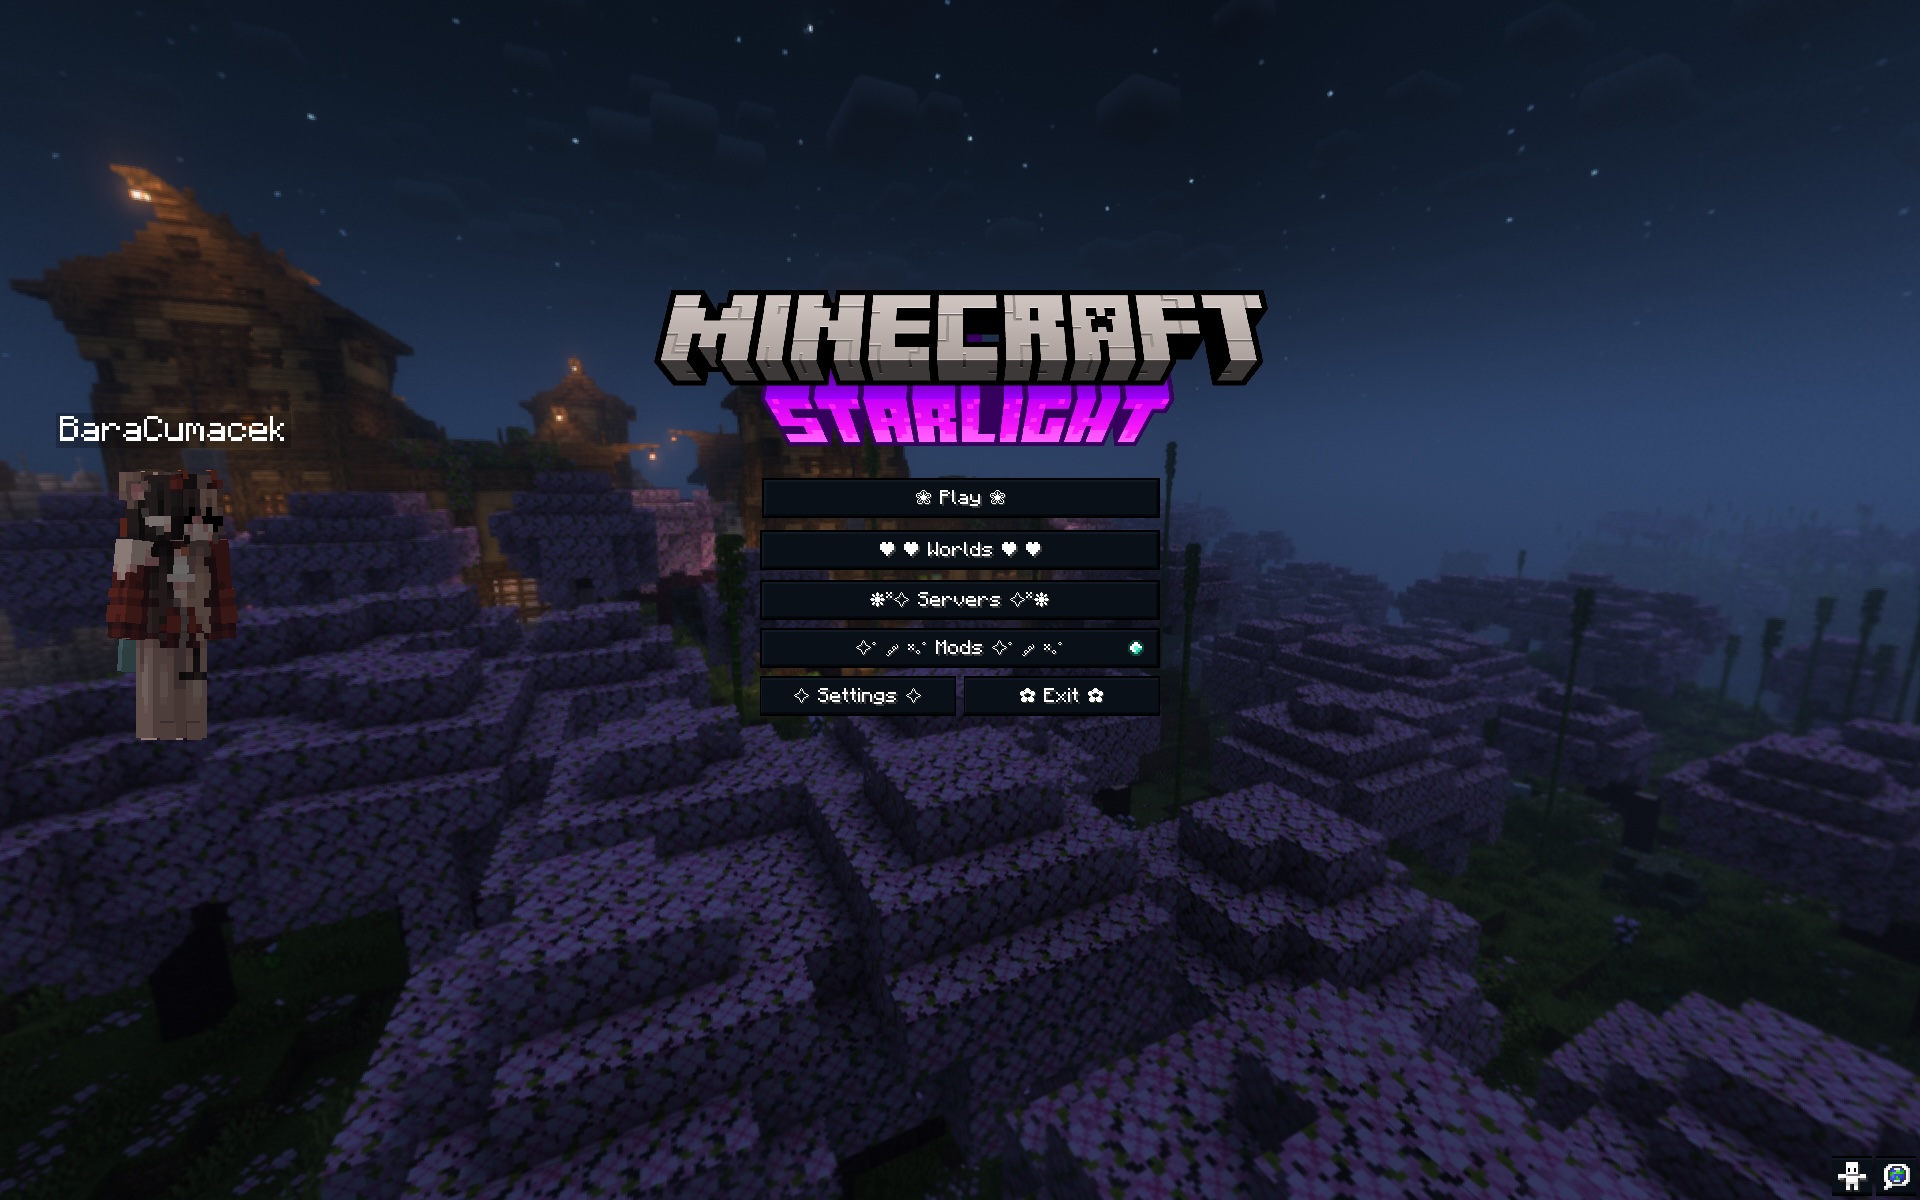 MINECRAFT
STARLIGHT
BaraCumacek
❀ Play ❀
♥ ♥ Worlds ♥ ♥
❋˟✧ Servers ✧˟❋
✧˚ ༘ ⋆｡˚ Mods ✧˚ ༘ ⋆｡˚
✧ Settings ✧
✿ Exit ✿